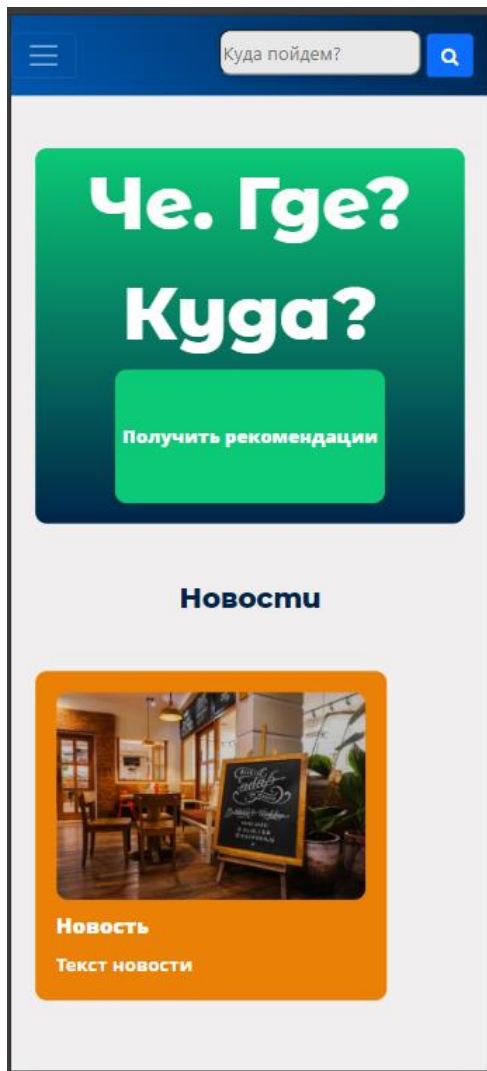 Куда пойдем?
Че. Где?
Куда?
Получить рекомендации
Новости
Новость
Текст новости